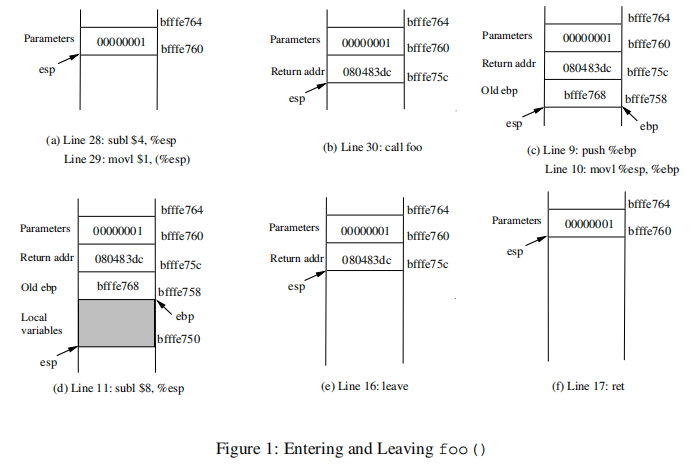 bfffe764
Parameters 00000001 bfffe760
esp
(a) Line 28: subl $4, %esp
Line 29: movl $1, (%esp)
bfffe764
Parameters 00000001 bfffe760
Return addr 080483dc bfffe75c
esp
(b) Line 30: call foo
bfffe764
Parameters 00000001 bfffe760
Return addr 080483dc bfffe75c
Old ebp bfffe768 bfffe758
esp ebp
(c) Line 9: push %ebp
Line 10: movl %esp, %ebp
bfffe764
Parameters 00000001 bfffe760
Return addr 080483dc bfffe75c
Old ebp bfffe768 bfffe758
Local
variables
ebp
bfffe750
esp
(d) Line 11: subl $8, %esp
bfffe764
Parameters 00000001 bfffe760
Return addr 080483dc bfffe75c
esp
(e) Line 16: leave
bfffe764
Parameters 00000001 bfffe760
esp
(f) Line 17: ret
Figure 1: Entering and Leaving foo()